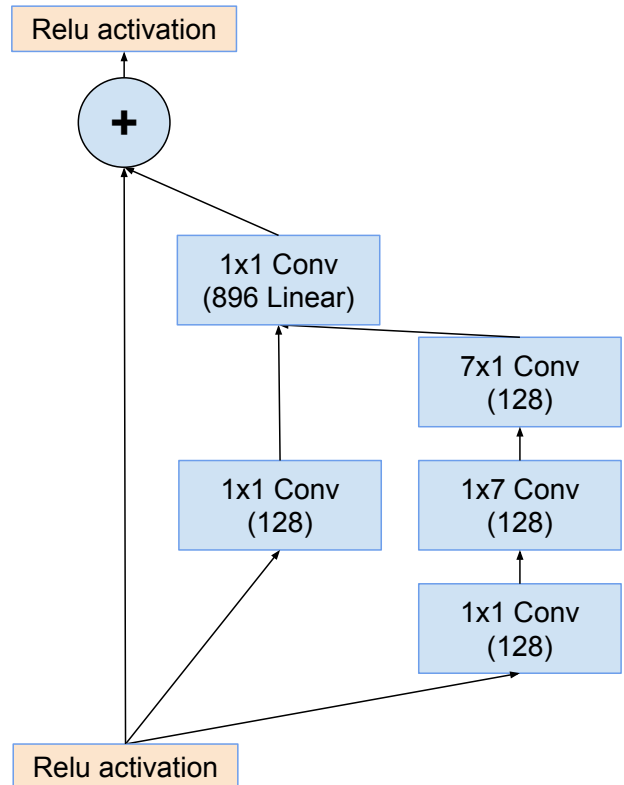 Relu activation
+
1x1 Conv
(896 Linear)
7x1 Conv
(128)
1x1 Conv
(128)
1x7 Conv
(128)
1x1 Conv
(128)
Relu activation